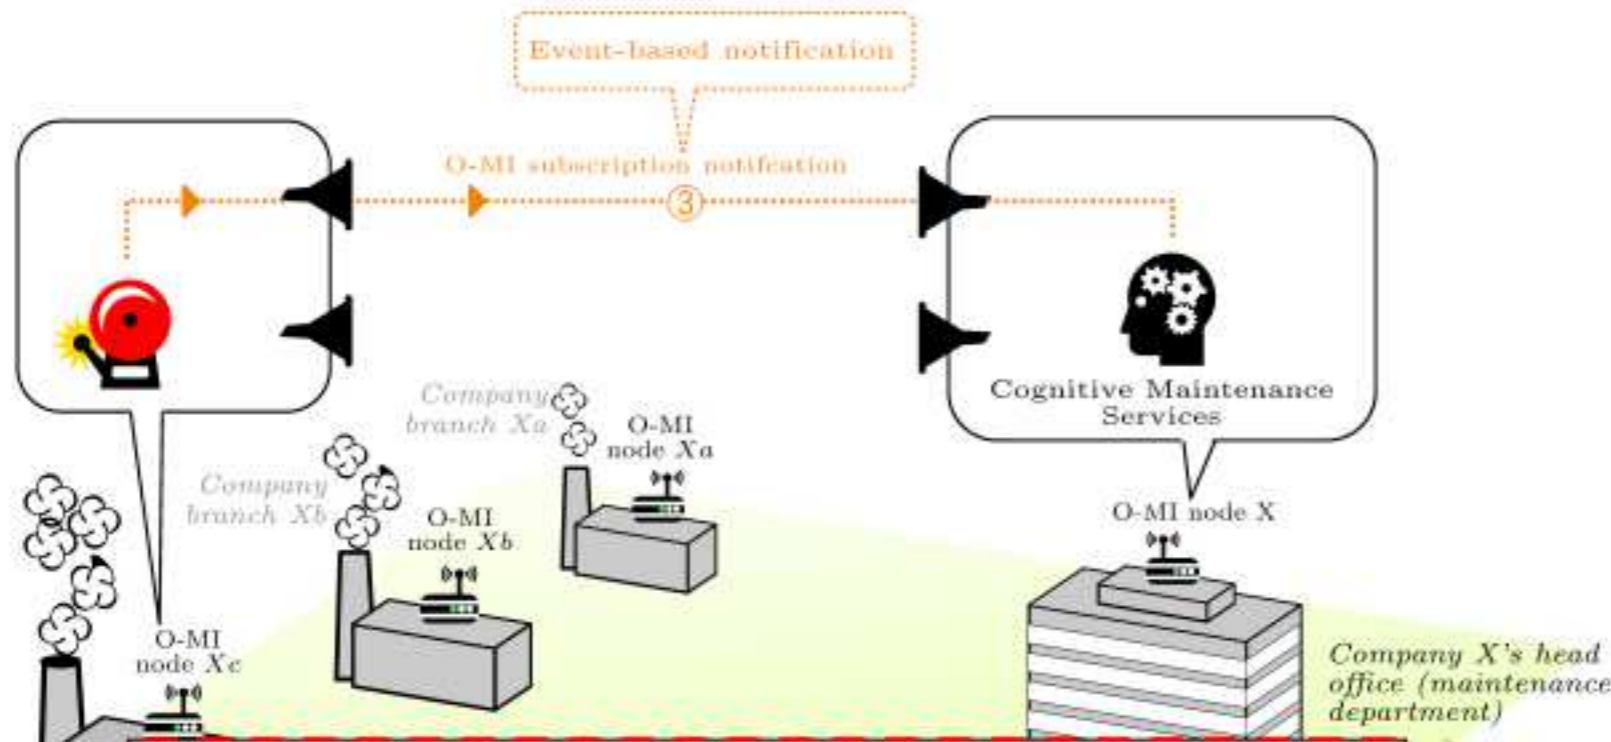 Event-based notification
O-MI subscription notifcation
3
Cognitive Maintenance
Services
Company
branch Xa
O-MI
node Xa
Company
branch Xb
O-MI
node Xb
O-MI node X
O-MI
node Xc
Company X's head
office (maintenance
department)